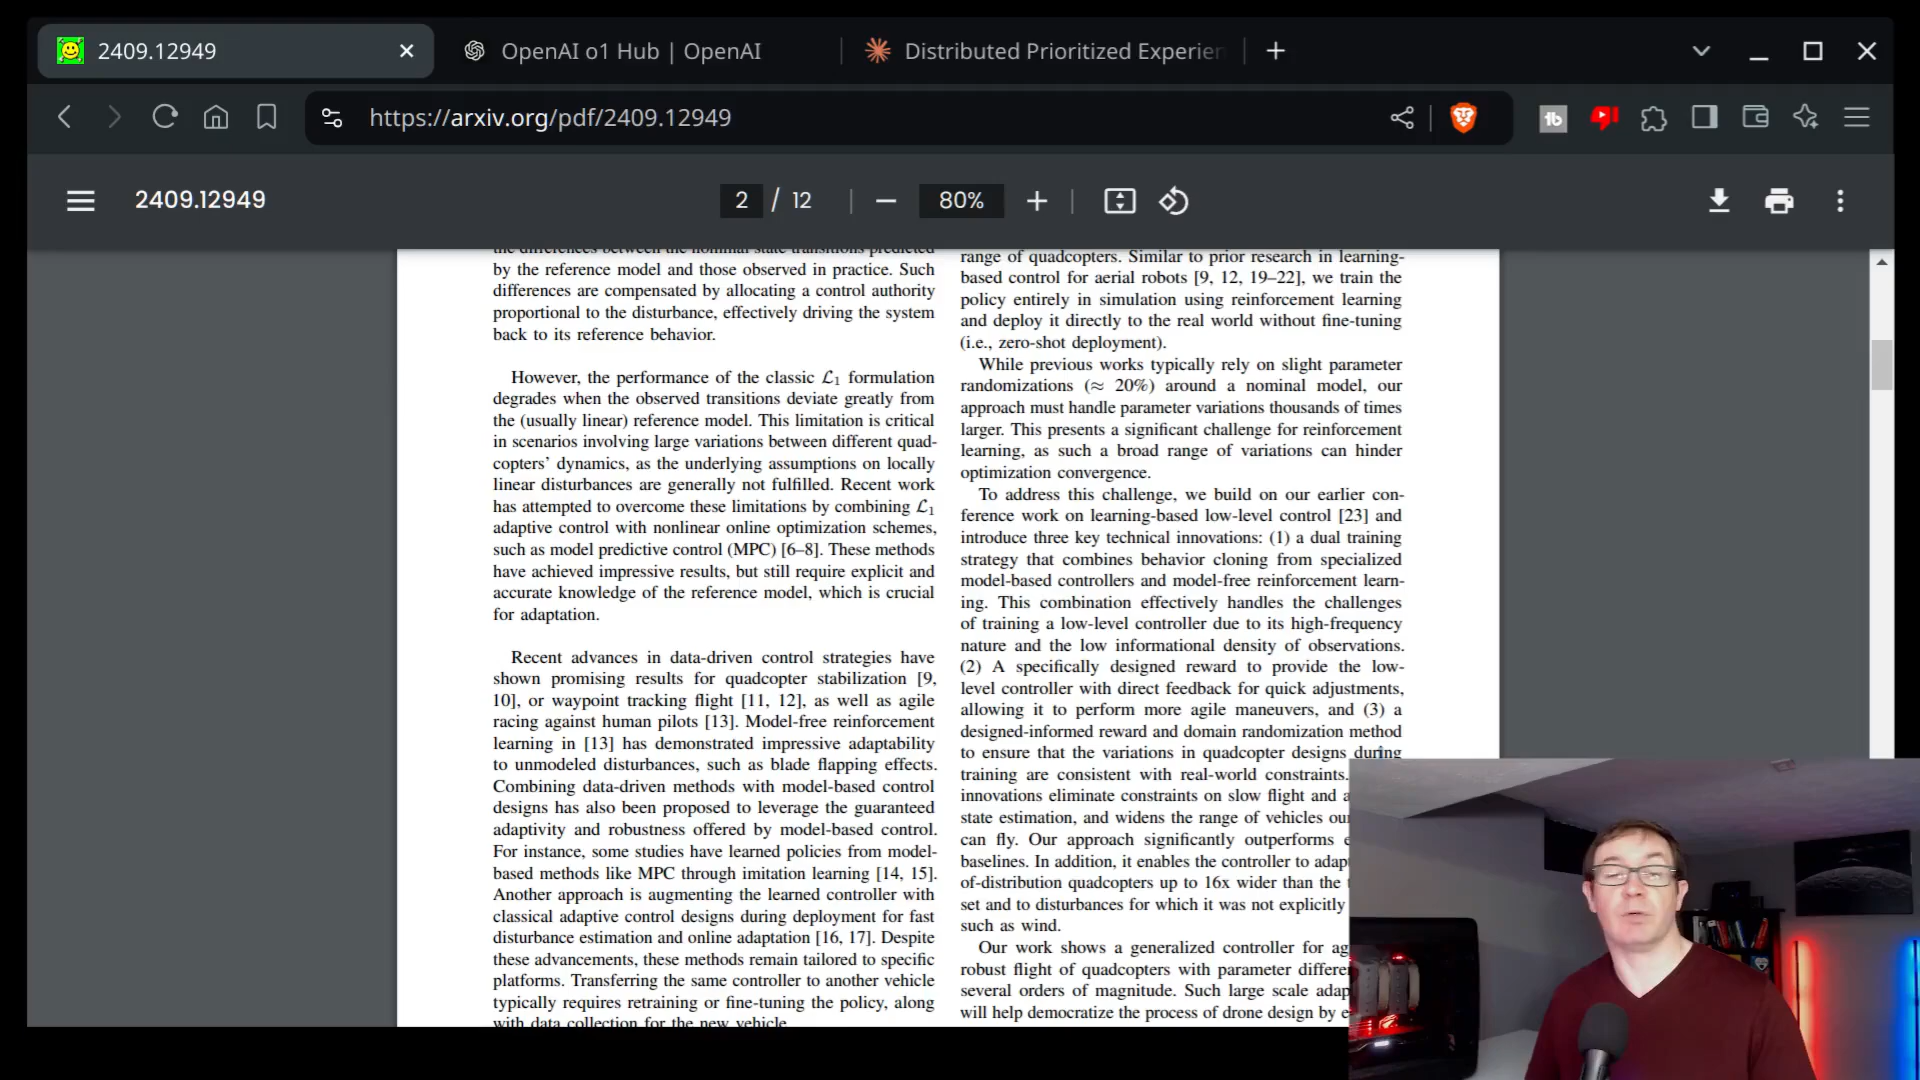 2409.12949
OpenAI o1 Hub | OpenAI
Distributed Prioritized Experien
https://arxiv.org/pdf/2409.12949
2409.12949
2 / 12
80%
the differences between the nominal state transitions predicted
by the reference model and those observed in practice. Such
differences are compensated by allocating a control authority
proportional to the disturbance, effectively driving the system
back to its reference behavior.
However, the performance of the classic ℒ1 formulation
degrades when the observed transitions deviate greatly from
the (usually linear) reference model. This limitation is critical
in scenarios involving large variations between different quad-
copters' dynamics, as the underlying assumptions on locally
linear disturbances are generally not fulfilled. Recent work
has attempted to overcome these limitations by combining ℒ1
adaptive control with nonlinear online optimization schemes,
such as model predictive control (MPC) [6–8]. These methods
have achieved impressive results, but still require explicit and
accurate knowledge of the reference model, which is crucial
for adaptation.
Recent advances in data-driven control strategies have
shown promising results for quadcopter stabilization [9,
10], or waypoint tracking flight [11, 12], as well as agile
racing against human pilots [13]. Model-free reinforcement
learning in [13] has demonstrated impressive adaptability
to unmodeled disturbances, such as blade flapping effects.
Combining data-driven methods with model-based control
designs has also been proposed to leverage the guaranteed
adaptivity and robustness offered by model-based control.
For instance, some studies have learned policies from model-
based methods like MPC through imitation learning [14, 15].
Another approach is augmenting the learned controller with
classical adaptive control designs during deployment for fast
disturbance estimation and online adaptation [16, 17]. Despite
these advancements, these methods remain tailored to specific
platforms. Transferring the same controller to another vehicle
typically requires retraining or fine-tuning the policy, along
with data collection for the new vehicle.
range of quadcopters. Similar to prior research in learning-
based control for aerial robots [9, 12, 19–22], we train the
policy entirely in simulation using reinforcement learning
and deploy it directly to the real world without fine-tuning
(i.e., zero-shot deployment).
While previous works typically rely on slight parameter
randomizations (≈ 20%) around a nominal model, our
approach must handle parameter variations thousands of times
larger. This presents a significant challenge for reinforcement
learning, as such a broad range of variations can hinder
optimization convergence.
To address this challenge, we build on our earlier con-
ference work on learning-based low-level control [23] and
introduce three key technical innovations: (1) a dual training
strategy that combines behavior cloning from specialized
model-based controllers and model-free reinforcement learn-
ing. This combination effectively handles the challenges
of training a low-level controller due to its high-frequency
nature and the low informational density of observations.
(2) A specifically designed reward to provide the low-
level controller with direct feedback for quick adjustments,
allowing it to perform more agile maneuvers, and (3) a
designed-informed reward and domain randomization method
to ensure that the variations in quadcopter designs during
training are consistent with real-world constraints.
innovations eliminate constraints on slow flight and a
state estimation, and widens the range of vehicles ou
can fly. Our approach significantly outperforms e
baselines. In addition, it enables the controller to adap
of-distribution quadcopters up to 16x wider than the
set and to disturbances for which it was not explicitly
such as wind.
Our work shows a generalized controller for ag
robust flight of quadcopters with parameter differe
several orders of magnitude. Such large scale adap
will help democratize the process of drone design by e